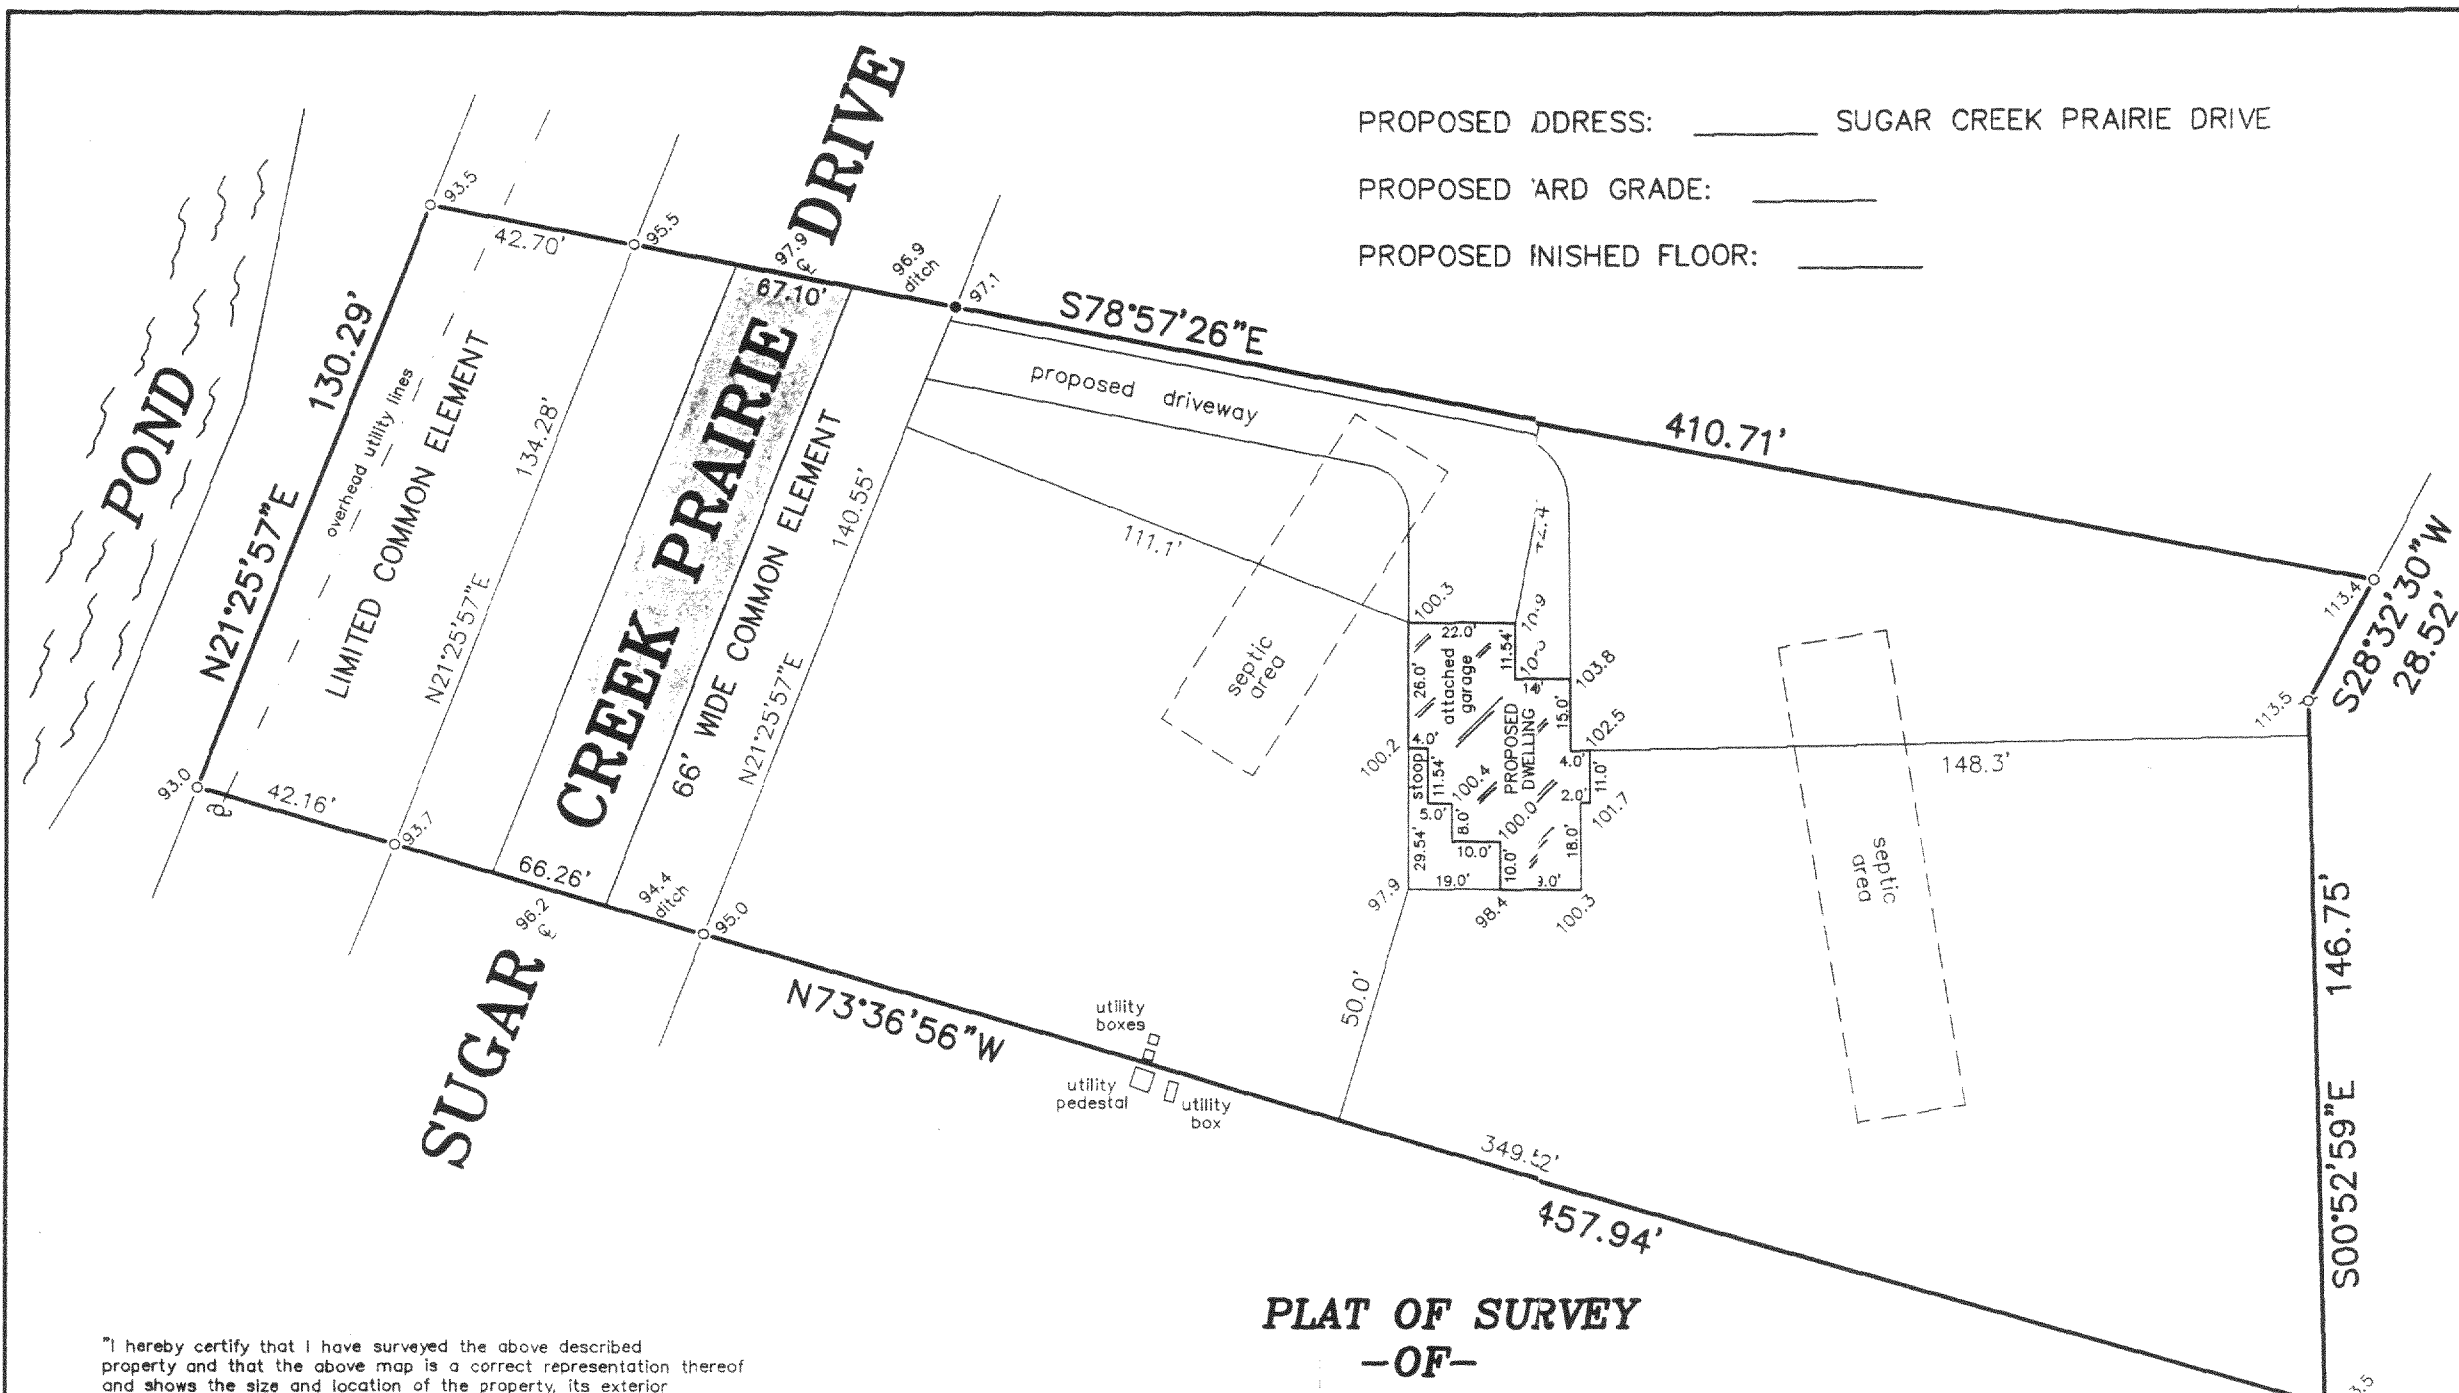 PROPOSED DDRESS: ______ SUGAR CREEK PRAIRIE DRIVE
PROPOSED ARD GRADE: ______
PROPOSED INISHED FLOOR: ______
POND
SUGAR CREEK PRAIRIE DRIVE
93.5
42.70'
95.5
97.9
67.10'
96.9
ditch
97.1
S78°57'26"E
410.71'
130.29'
N21°25'57"E
overhead utility lines
LIMITED COMMON ELEMENT
134.28'
N21°25'57"E
66' WIDE COMMON ELEMENT
140.55'
N21°25'57"E
proposed driveway
111.1'
septic
area
100.3
22.0'
11.54'
26.0'
attached
garage
103.8
15.0'
PROPOSED
DWELLING
102.5
100.2
4.0'
stoop
11.54'
100.4
4.0'
11.0'
2.0'
101.7
5.0'
8.0'
100.0
29.54'
10.0'
10.0'
18.0'
19.0'
97.9
98.4
100.3
148.3'
septic
area
113.4
S28°32'30"W
28.52'
113.5
146.75'
S00°52'59"E
93.0
42.16'
93.7
66.26'
96.2
94.4
ditch
95.0
N73°36'56"W
50.0'
utility
boxes
utility
pedestal
utility
box
457.94'
PLAT OF SURVEY
-OF-
"I hereby certify that I have surveyed the above described
property and that the above map is a correct representation thereof
and shows the size and location of the property, its exterior